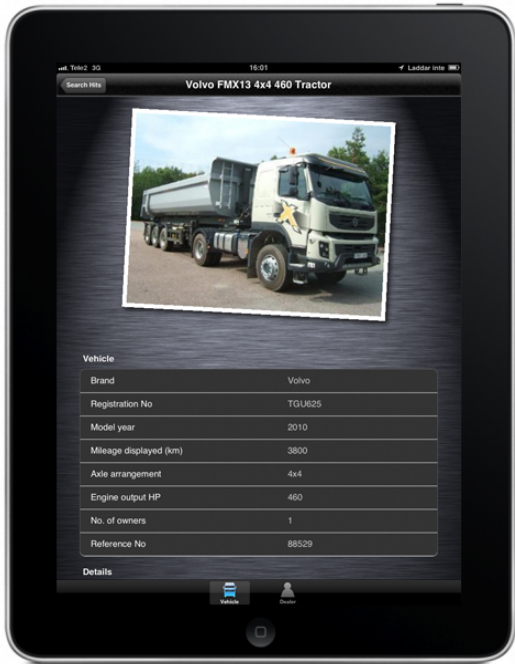 Tele2 3G 16:01 Laddar inte
Search Hits Volvo FMX13 4x4 460 Tractor
Vehicle
Brand Volvo
Registration No TGU625
Model year 2010
Mileage displayed (km) 3800
Axle arrangement 4x4
Engine output HP 460
No. of owners 1
Reference No 88529
Details
Vehicle Dealer